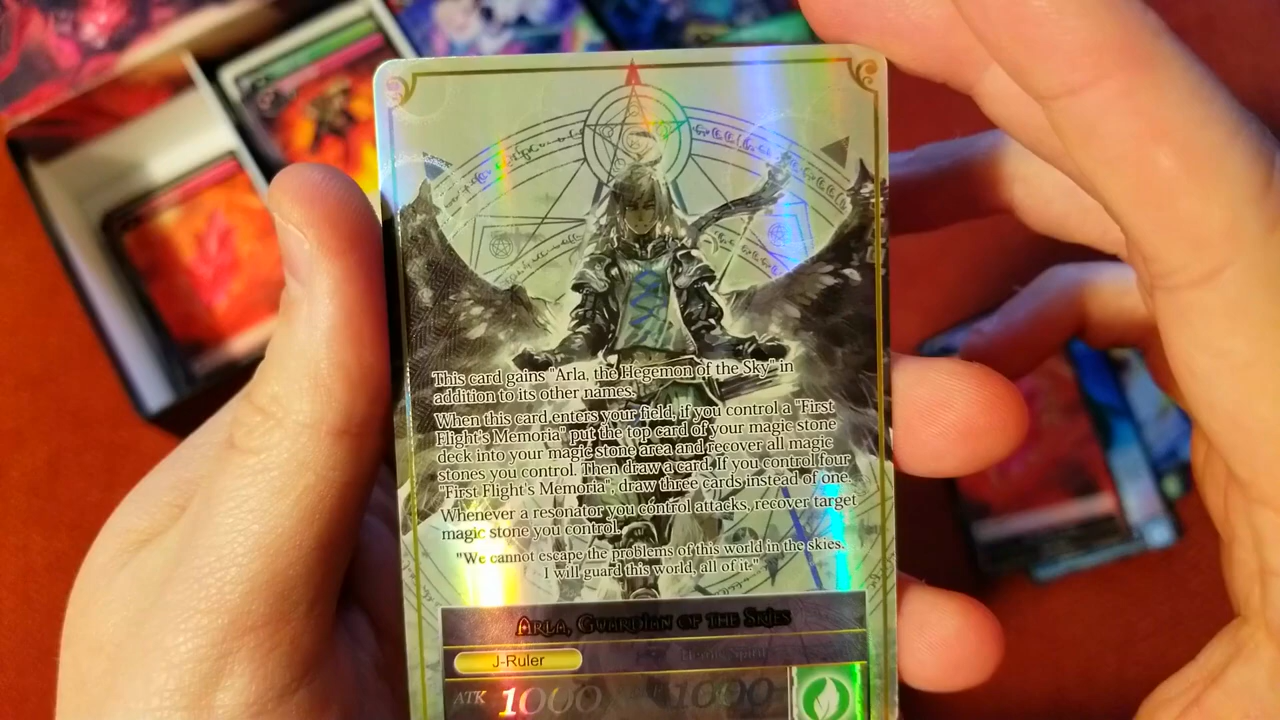 This card gains "Arla, the Hegemon of the Sky" in
addition to its other names.
When this card enters your field, if you control a "First
Flight's Memoria" put the top card of your magic stone
deck into your magic stone area and recover all magic
stones you control. Then draw a card. If you control four
"First Flight's Memoria", draw three cards instead of one.
Whenever a resonator you control attacks, recover target
magic stone you control.
"We cannot escape the problems of this world in the skies.
I will guard this world, all of it."
Arla, Guardian of the Skies
J-Ruler
ATK 1000 1000